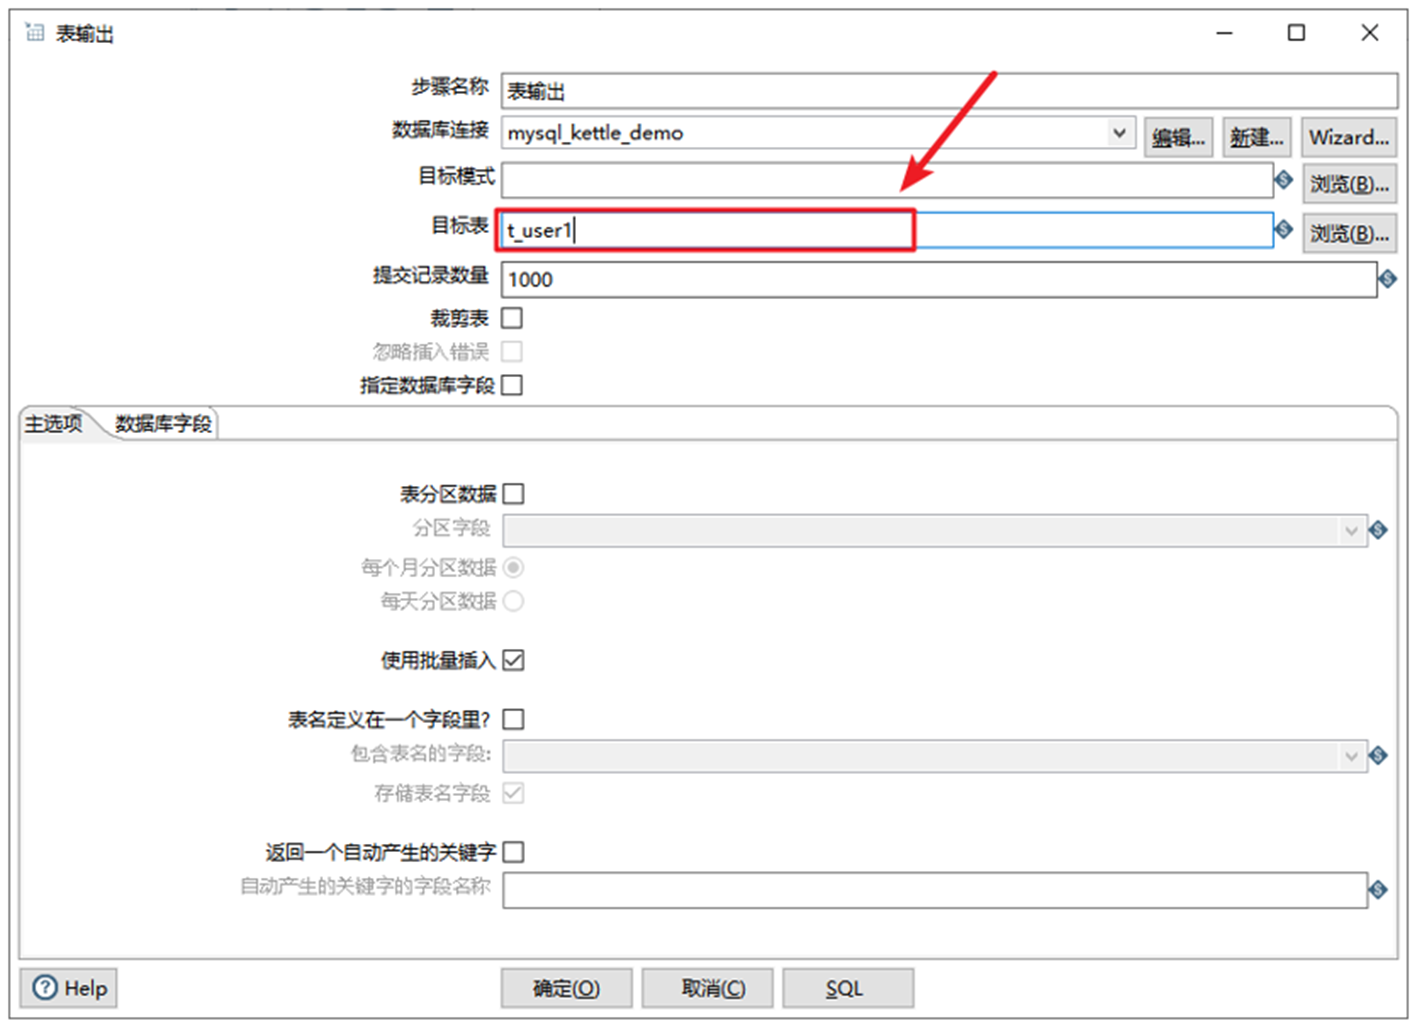 表输出
步骤名称 表输出
数据库连接 mysql_kettle_demo 编辑... 新建... Wizard...
目标模式 浏览(B)...
目标表 t_user1 浏览(B)...
提交记录数量 1000
裁剪表
忽略插入错误
指定数据库字段
主选项 数据库字段
表分区数据
分区字段
每个月分区数据
每天分区数据
使用批量插入
表名定义在一个字段里?
包含表名的字段:
存储表名字段
返回一个自动产生的关键字
自动产生的关键字的字段名称
Help 确定(O) 取消(C) SQL